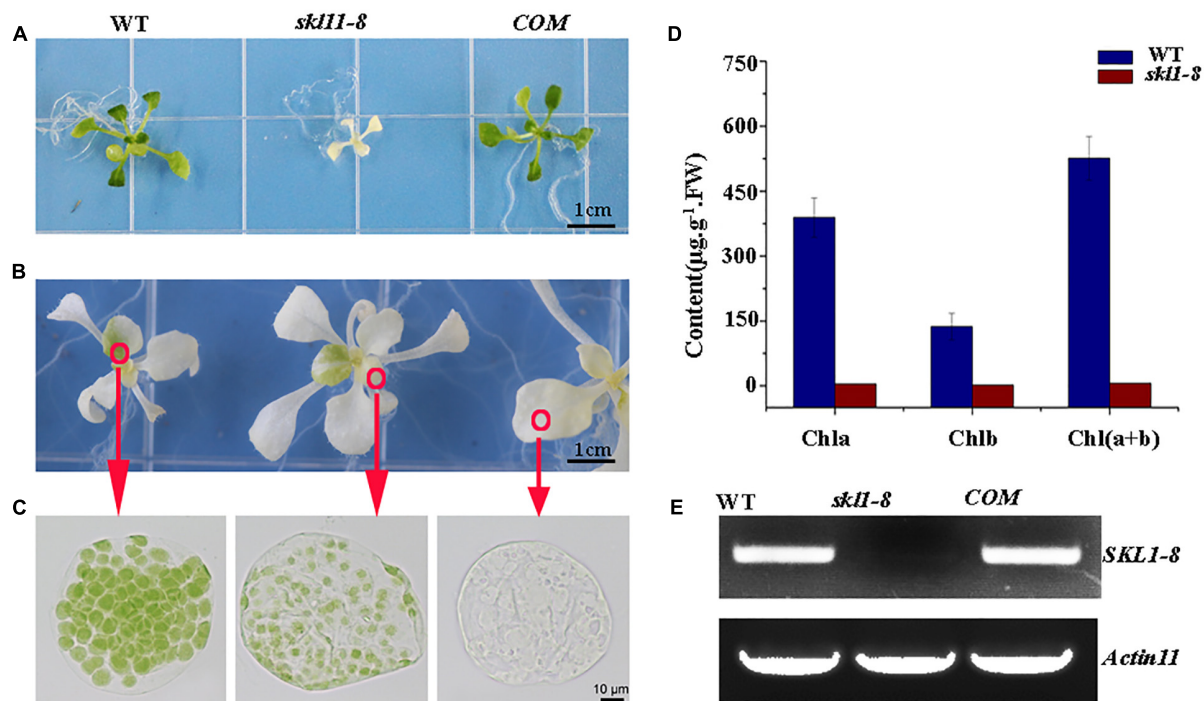 A
WT
skl11-8
COM
1cm
B
1cm
C
10 µm
D
WT
skl1-8
Content(µg.g⁻¹.FW)
750
600
450
300
150
0
Chla
Chlb
Chl(a+b)
E
WT
skl1-8
COM
SKL1-8
Actin11